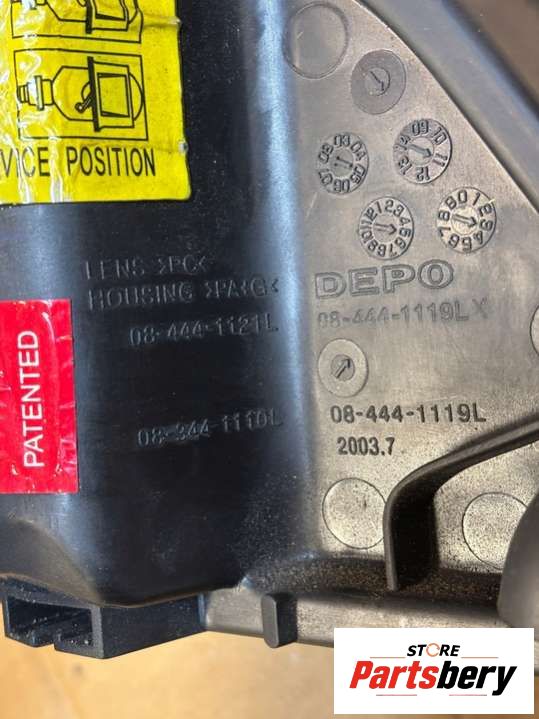 VICE POSITION
LENS >PC<
HOUSING
08-444-1121L
PATENTED
DEPO
08-444-1119L X
08-444-1119L
2003.7
STORE
Partsbery